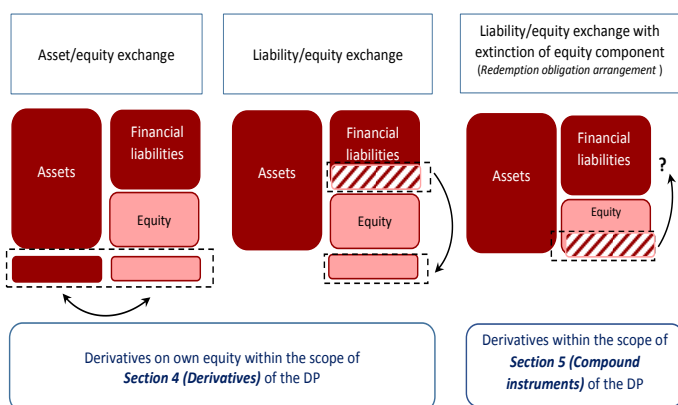 Asset/equity exchange
Liability/equity exchange
Liability/equity exchange with
extinction of equity component
(Redemption obligation arrangement )
Assets
Financial
liabilities
Equity
Assets
Financial
liabilities
Equity
Assets
Financial
liabilities
Equity
?
Derivatives on own equity within the scope of
Section 4 (Derivatives) of the DP
Derivatives within the scope of
Section 5 (Compound
instruments) of the DP